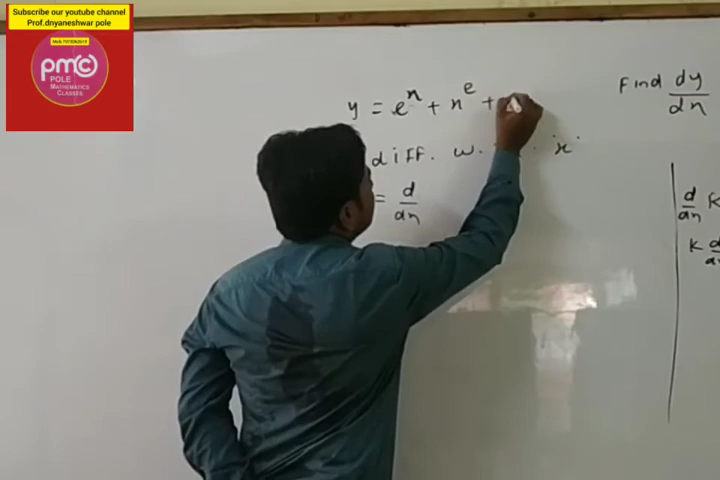 Subscribe our youtube channel
Prof.dnyaneshwar pole
pmc
POLE
MATHEMATICS
CLASSES
y = e^x + x^e +
Find dy/dx
diff. w. . x
= d/dx
d/dx k
k